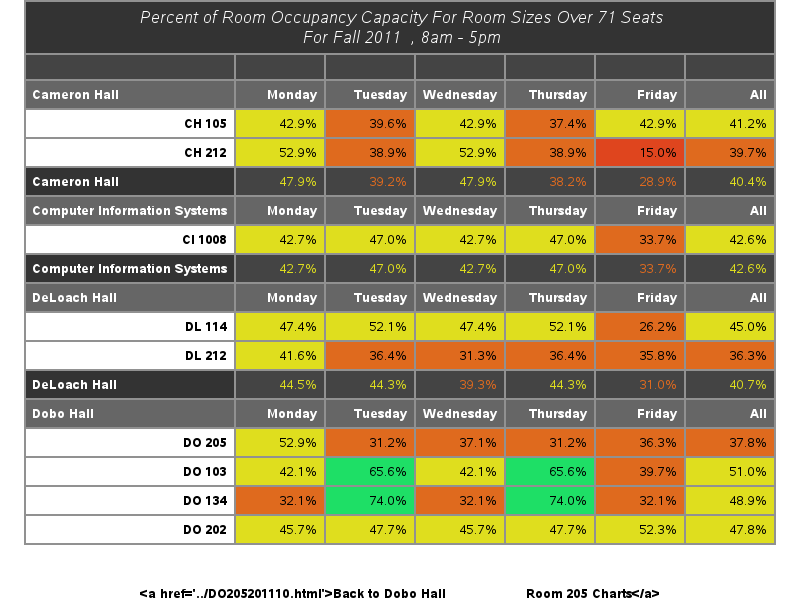 Percent of Room Occupancy Capacity For Room Sizes Over 71 Seats
For Fall 2011 , 8am - 5pm
Cameron Hall Monday Tuesday Wednesday Thursday Friday All
CH 105 42.9% 39.6% 42.9% 37.4% 42.9% 41.2%
CH 212 52.9% 38.9% 52.9% 38.9% 15.0% 39.7%
Cameron Hall 47.9% 39.2% 47.9% 38.2% 28.9% 40.4%
Computer Information Systems Monday Tuesday Wednesday Thursday Friday All
CI 1008 42.7% 47.0% 42.7% 47.0% 33.7% 42.6%
Computer Information Systems 42.7% 47.0% 42.7% 47.0% 33.7% 42.6%
DeLoach Hall Monday Tuesday Wednesday Thursday Friday All
DL 114 47.4% 52.1% 47.4% 52.1% 26.2% 45.0%
DL 212 41.6% 36.4% 31.3% 36.4% 35.8% 36.3%
DeLoach Hall 44.5% 44.3% 39.3% 44.3% 31.0% 40.7%
Dobo Hall Monday Tuesday Wednesday Thursday Friday All
DO 205 52.9% 31.2% 37.1% 31.2% 36.3% 37.8%
DO 103 42.1% 65.6% 42.1% 65.6% 39.7% 51.0%
DO 134 32.1% 74.0% 32.1% 74.0% 32.1% 48.9%
DO 202 45.7% 47.7% 45.7% 47.7% 52.3% 47.8%
<a href='../DO205201110.html'>Back to Dobo Hall Room 205 Charts</a>